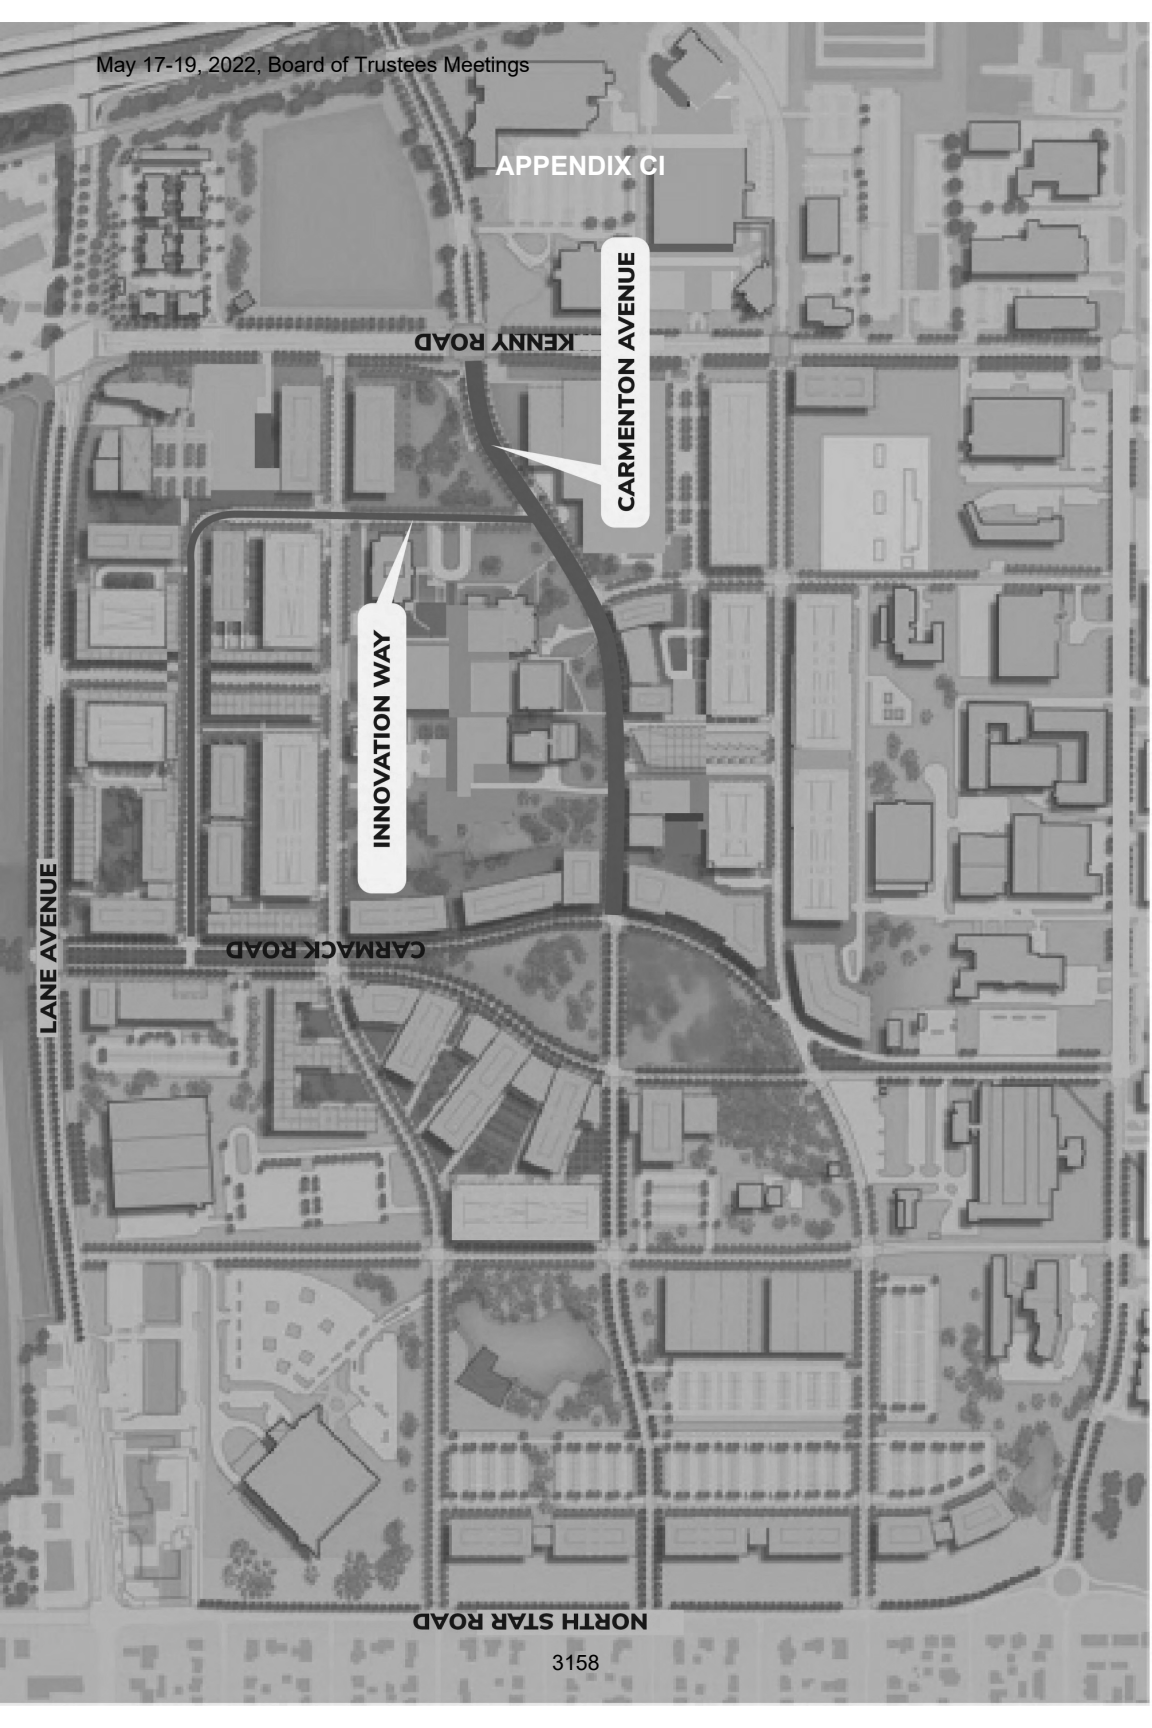 May 17-19, 2022, Board of Trustees Meetings
APPENDIX CI
CARMENTON AVENUE
KENNY ROAD
INNOVATION WAY
LANE AVENUE
CARMACK ROAD
NORTH STAR ROAD
3158